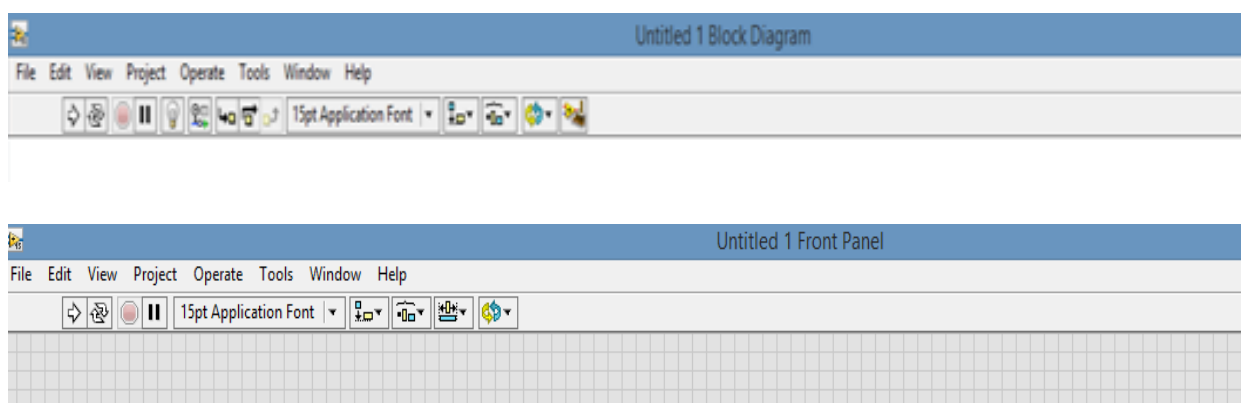 Untitled 1 Block Diagram
File Edit View Project Operate Tools Window Help
15pt Application Font
Untitled 1 Front Panel
File Edit View Project Operate Tools Window Help
15pt Application Font